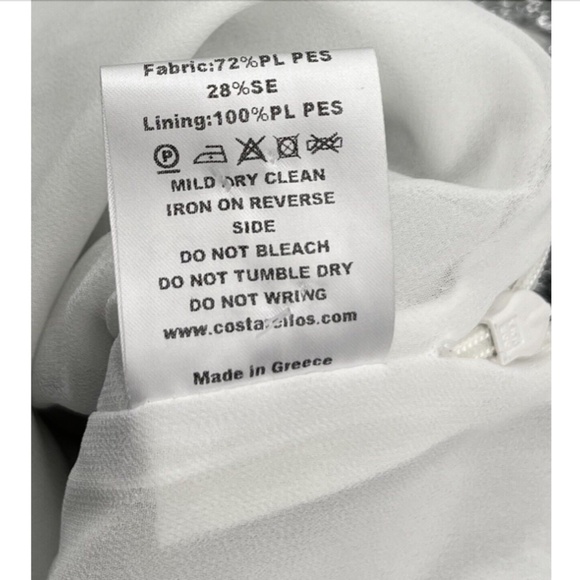 Fabric:72%PL PES
28%SE
Lining:100%PL PES
P
MILD DRY CLEAN
IRON ON REVERSE
SIDE
DO NOT BLEACH
DO NOT TUMBLE DRY
DO NOT WRING
www.costarellos.com
Made in Greece